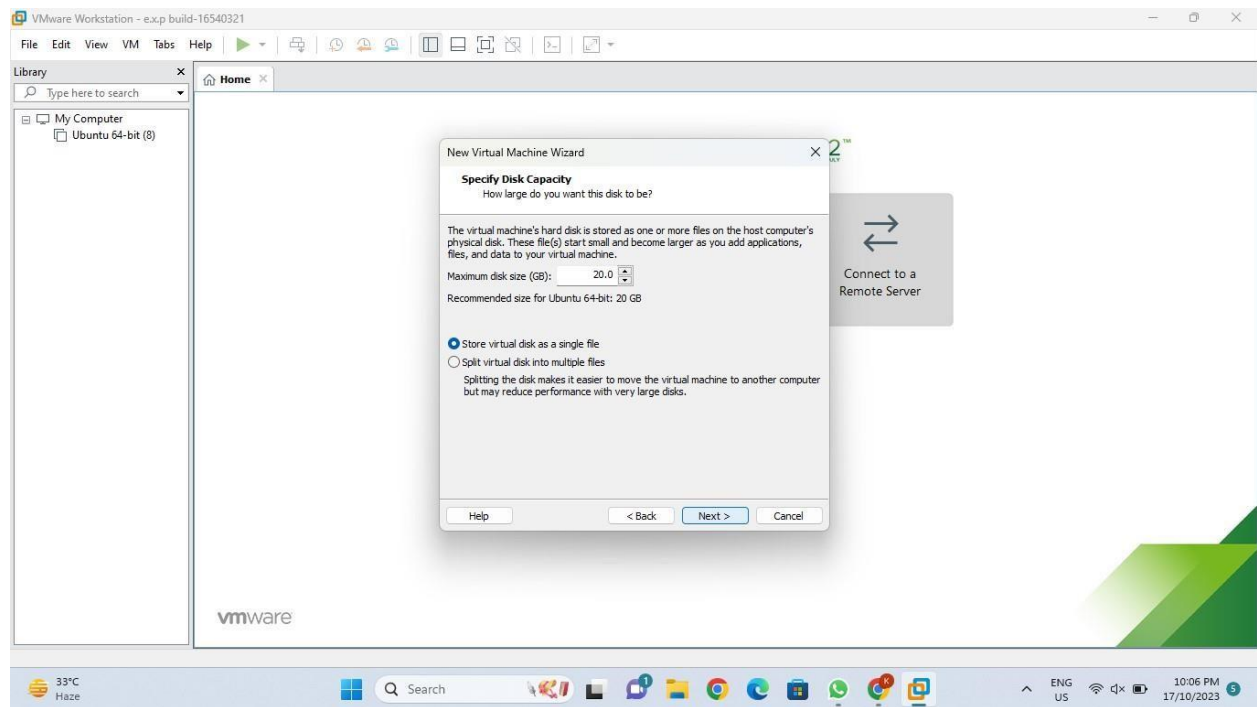 VMware Workstation - e.x.p build-16540321
File Edit View VM Tabs Help
Library
Type here to search
Home
My Computer
Ubuntu 64-bit (8)
2™
New Virtual Machine Wizard
Specify Disk Capacity
How large do you want this disk to be?
The virtual machine's hard disk is stored as one or more files on the host computer's
physical disk. These file(s) start small and become larger as you add applications,
files, and data to your virtual machine.
Maximum disk size (GB): 20.0
Recommended size for Ubuntu 64-bit: 20 GB
Store virtual disk as a single file
Split virtual disk into multiple files
Splitting the disk makes it easier to move the virtual machine to another computer
but may reduce performance with very large disks.
Help < Back Next > Cancel
Connect to a
Remote Server
vmware
33°C
Haze
Search
1
K
ENG
US
10:06 PM
17/10/2023
5